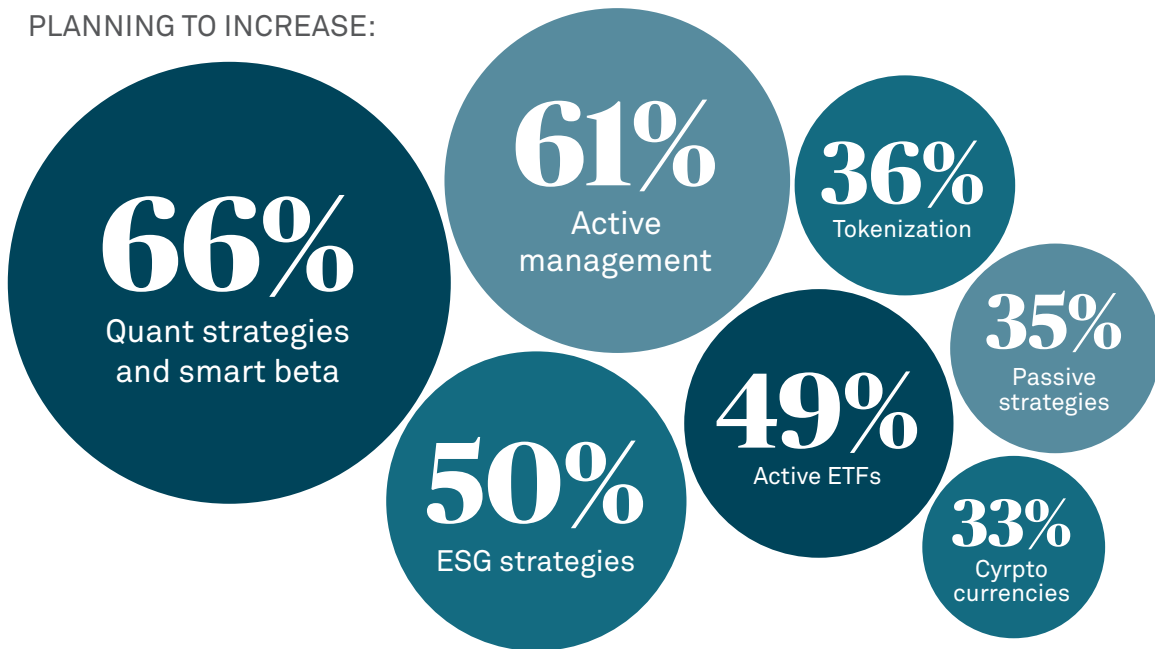 PLANNING TO INCREASE:
66%
Quant strategies
and smart beta
61%
Active
management
36%
Tokenization
35%
Passive
strategies
50%
ESG strategies
49%
Active ETFs
33%
Cyrpto
currencies